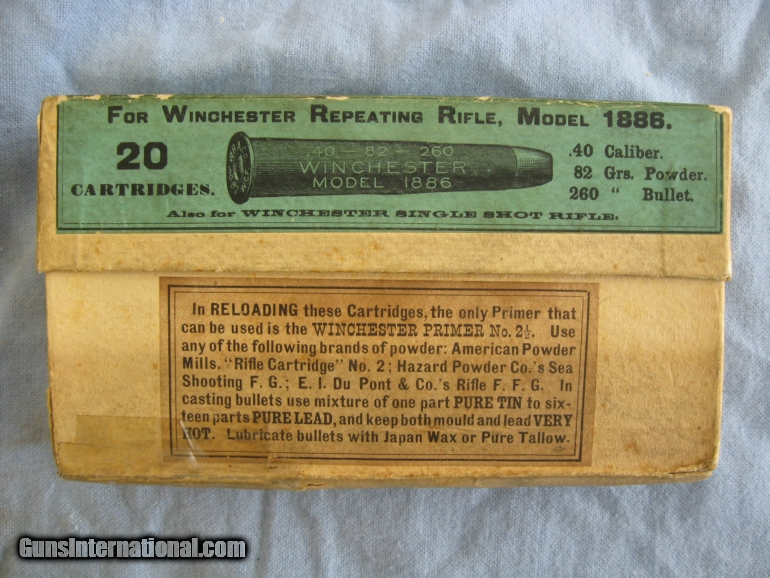 FOR WINCHESTER REPEATING RIFLE, MODEL 1886.
20
CARTRIDGES.
.40-82-260
WINCHESTER
MODEL 1886
.40 Caliber.
82 Grs. Powder.
260 " Bullet.
Also for WINCHESTER SINGLE SHOT RIFLE.
In RELOADING these Cartridges, the only Primer that
can be used is the WINCHESTER PRIMER No. 2½. Use
any of the following brands of powder: American Powder
Mills, "Rifle Cartridge" No. 2; Hazard Powder Co.'s Sea
Shooting F. G.; E. I. Du Pont & Co.'s Rifle F. F. G. In
casting bullets use mixture of one part PURE TIN to six-
teen parts PURE LEAD, and keep both mould and lead VERY
HOT. Lubricate bullets with Japan Wax or Pure Tallow.
GunsInternational.com